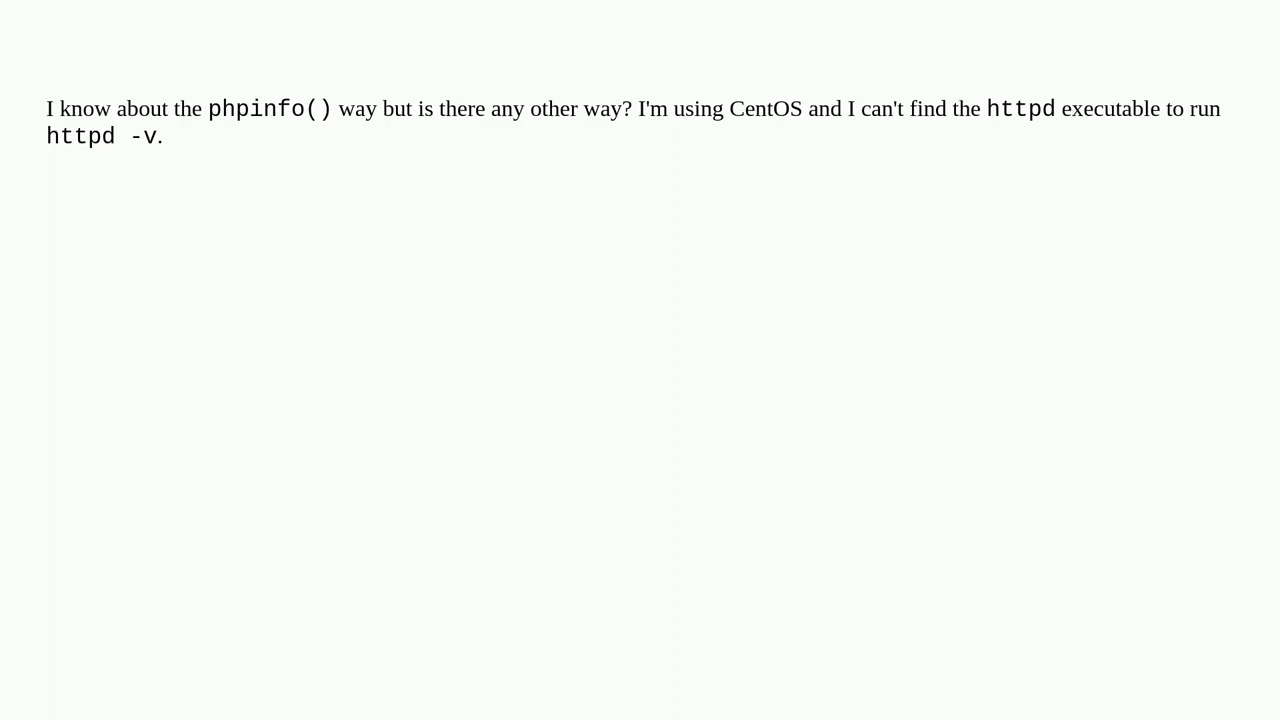 I know about the phpinfo() way but is there any other way? I'm using CentOS and I can't find the httpd executable to run
httpd -v.